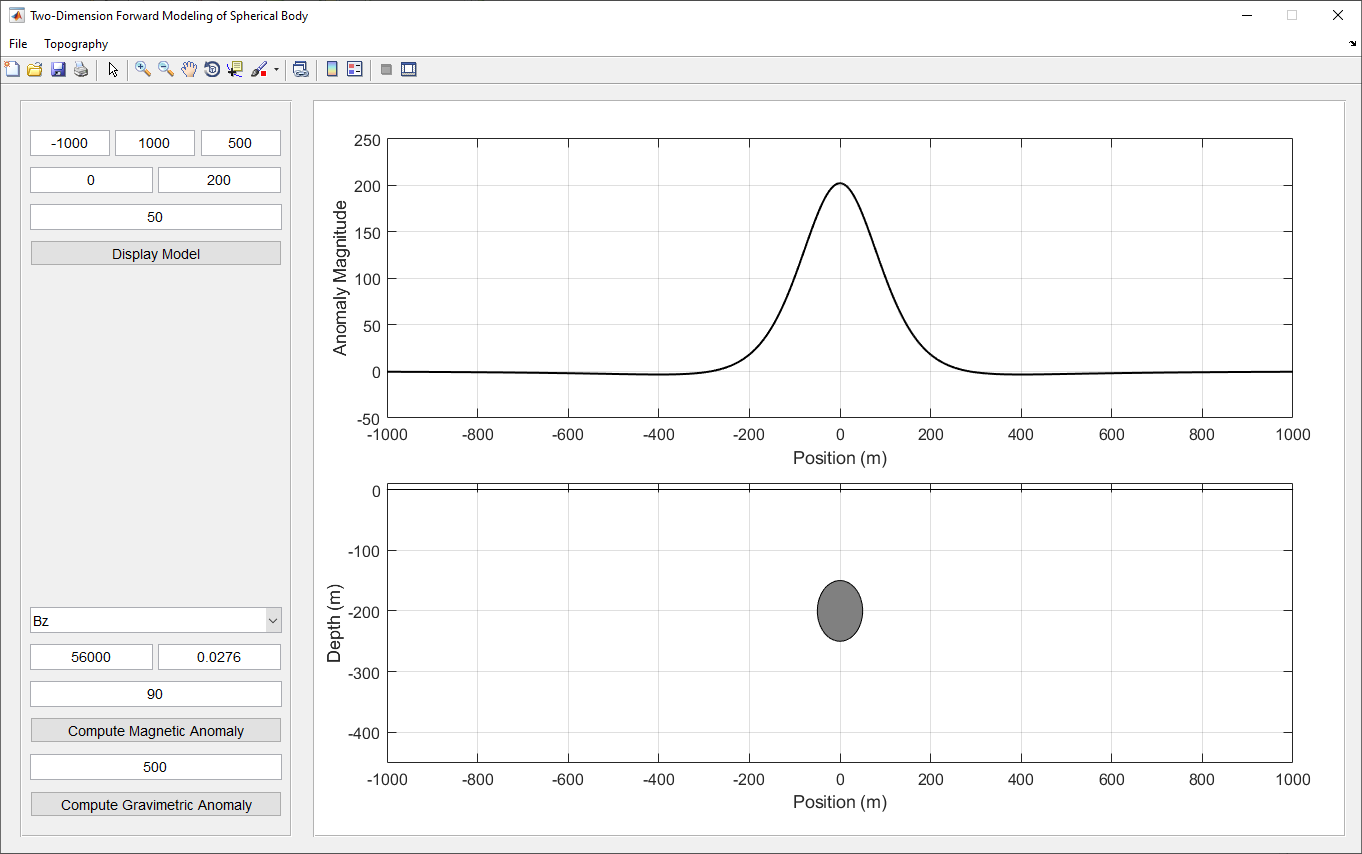 Two-Dimension Forward Modeling of Spherical Body
File Topography
-1000 1000 500
0 200
50
Display Model
Bz
56000 0.0276
90
Compute Magnetic Anomaly
500
Compute Gravimetric Anomaly
250
200
150
100
50
0
-50
Anomaly Magnitude
-1000 -800 -600 -400 -200 0 200 400 600 800 1000
Position (m)
0
-100
-200
-300
-400
Depth (m)
-1000 -800 -600 -400 -200 0 200 400 600 800 1000
Position (m)